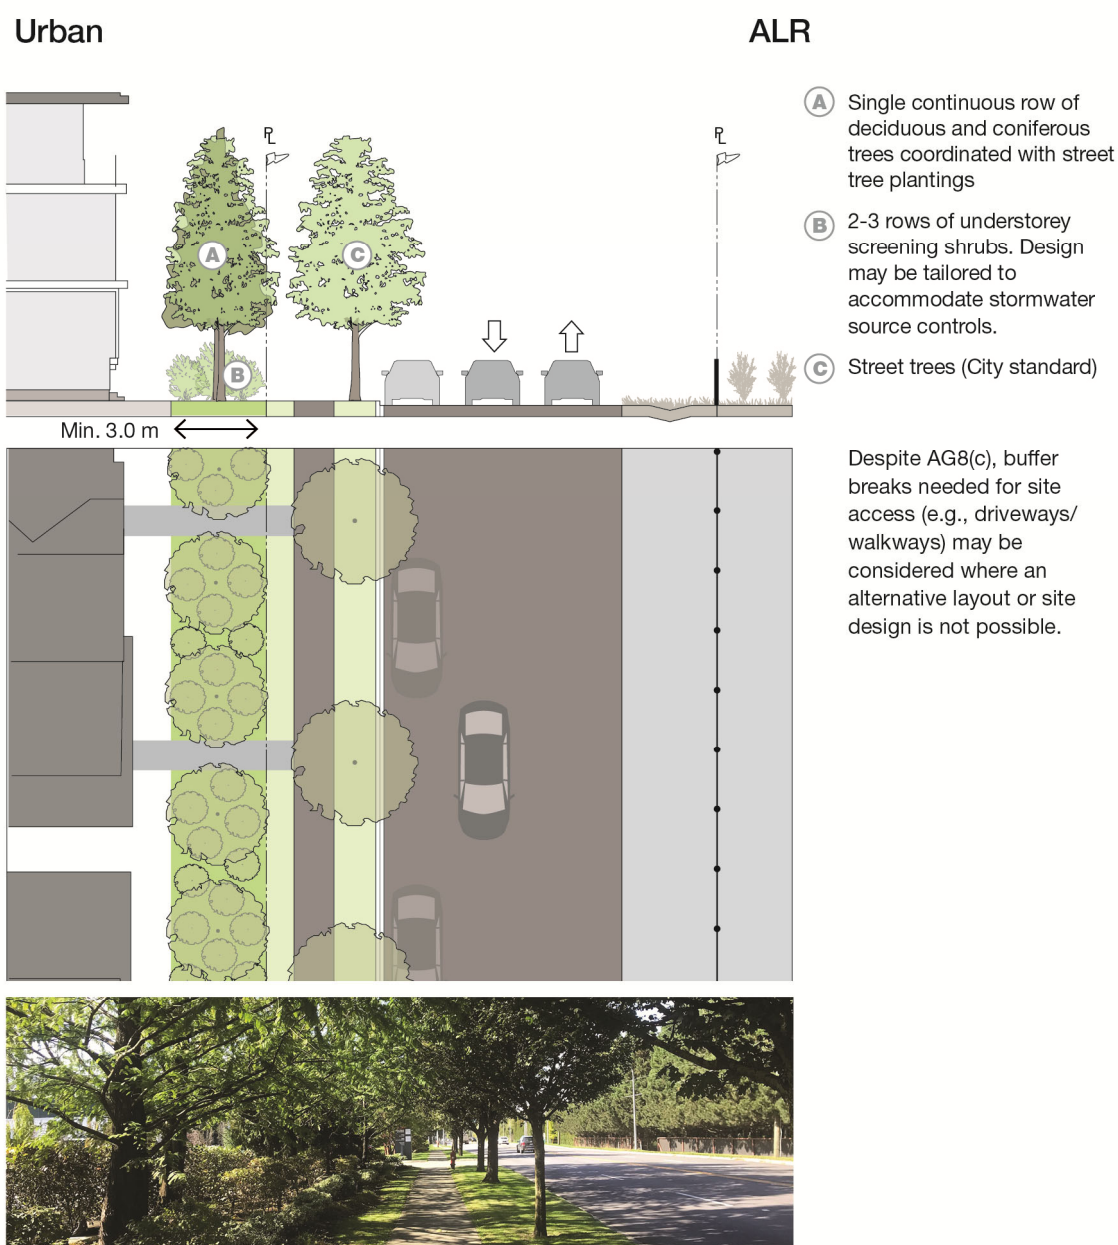 Urban
ALR
PL
PL
A
C
B
Min. 3.0 m
A Single continuous row of
deciduous and coniferous
trees coordinated with street
tree plantings
B 2-3 rows of understorey
screening shrubs. Design
may be tailored to
accommodate stormwater
source controls.
C Street trees (City standard)
Despite AG8(c), buffer
breaks needed for site
access (e.g., driveways/
walkways) may be
considered where an
alternative layout or site
design is not possible.